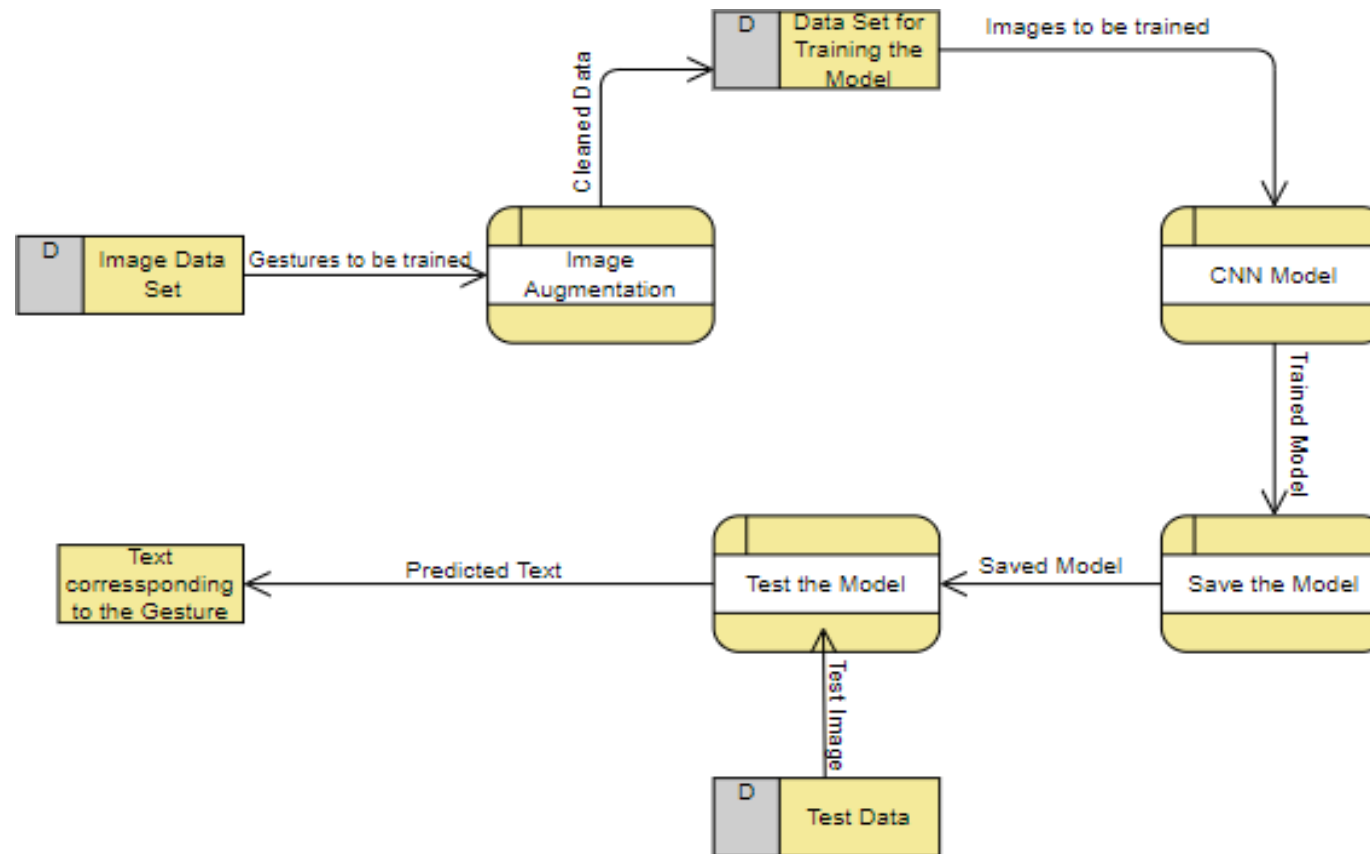 D
Data Set for
Training the
Model
Images to be trained
Cleaned Data
D
Image Data
Set
Gestures to be trained
Image
Augmentation
CNN Model
Trained Model
Text
corressponding
to the Gesture
Predicted Text
Test the Model
Saved Model
Save the Model
Test Image
D
Test Data